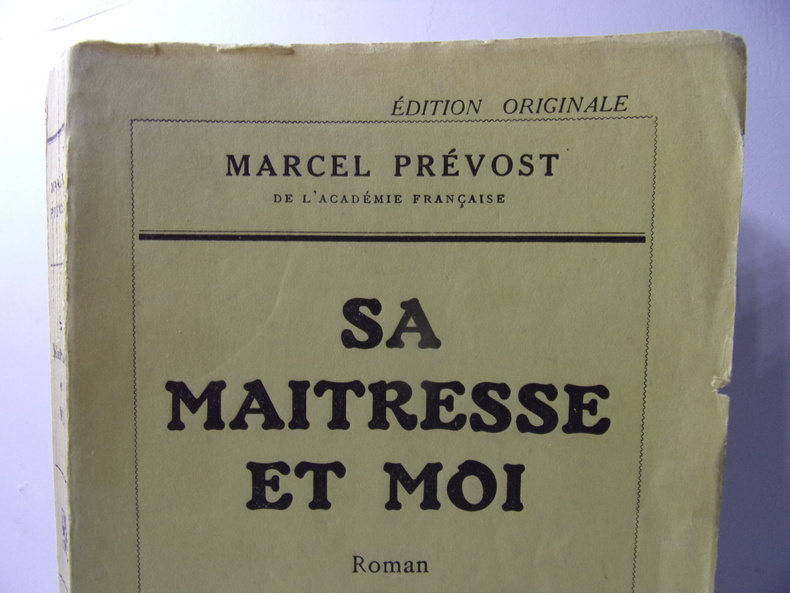 ÉDITION ORIGINALE
MARCEL PRÉVOST
DE L'ACADÉMIE FRANÇAISE
SA
MAITRESSE
ET MOI
Roman